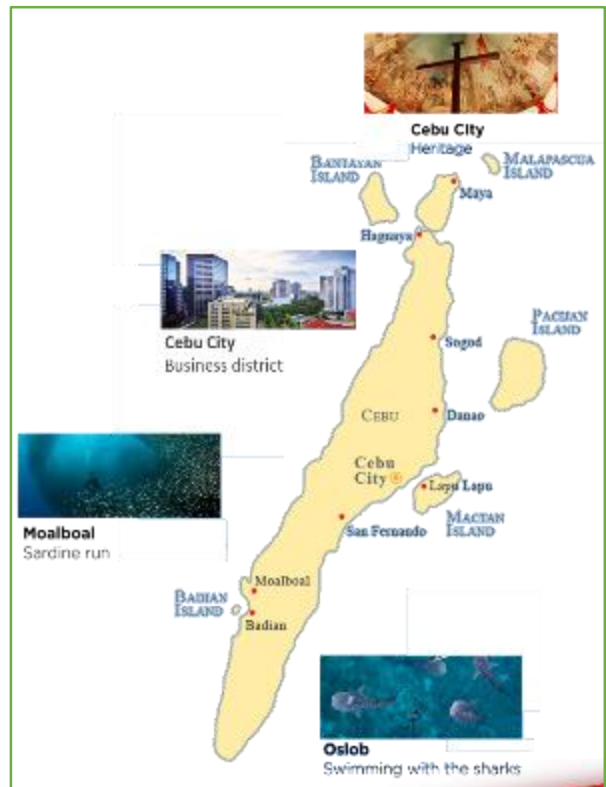 Cebu City
Heritage
BANTAYAN
ISLAND
MALAPASCUA
ISLAND
Maya
Hagnaya
Cebu City
Business district
PACIJAN
ISLAND
Sogod
CEBU
Danao
Cebu
City
Lapu Lapu
MACTAN
ISLAND
San Fernando
Moalboal
Sardine run
Moalboal
BADIAN
ISLAND
Badian
Oslob
Swimming with the sharks